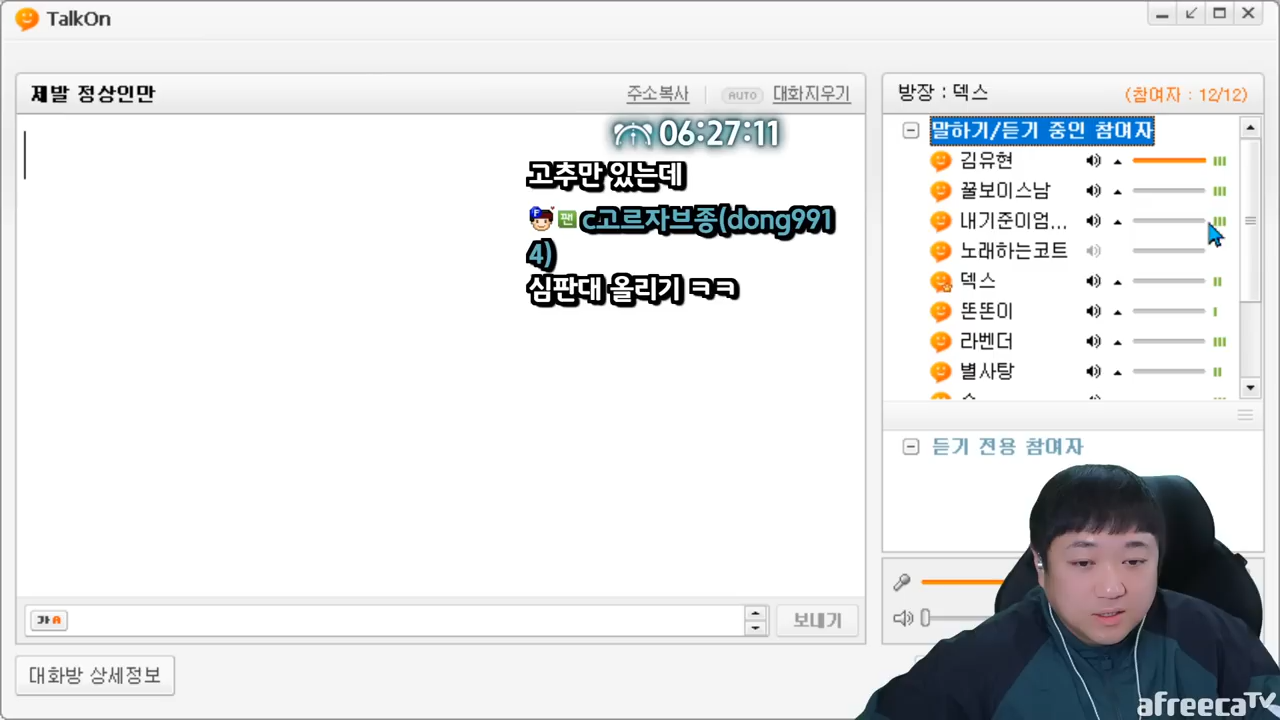 TalkOn
제발 정상인만
주소복사
AUTO
대화지우기
06:27:11
고추만 있는데
F 팬 c고르자브종(dong991
4)
심판대 올리기 ㅋㅋ
방장 : 덱스
(참여자 : 12/12)
말하기/듣기 중인 참여자
김유현
꿀보이스남
내기준이엄...
노래하는코트
덱스
똔똔이
라벤더
별사탕
듣기 전용 참여자
가A
보내기
대화방 상세정보
afreecaTV